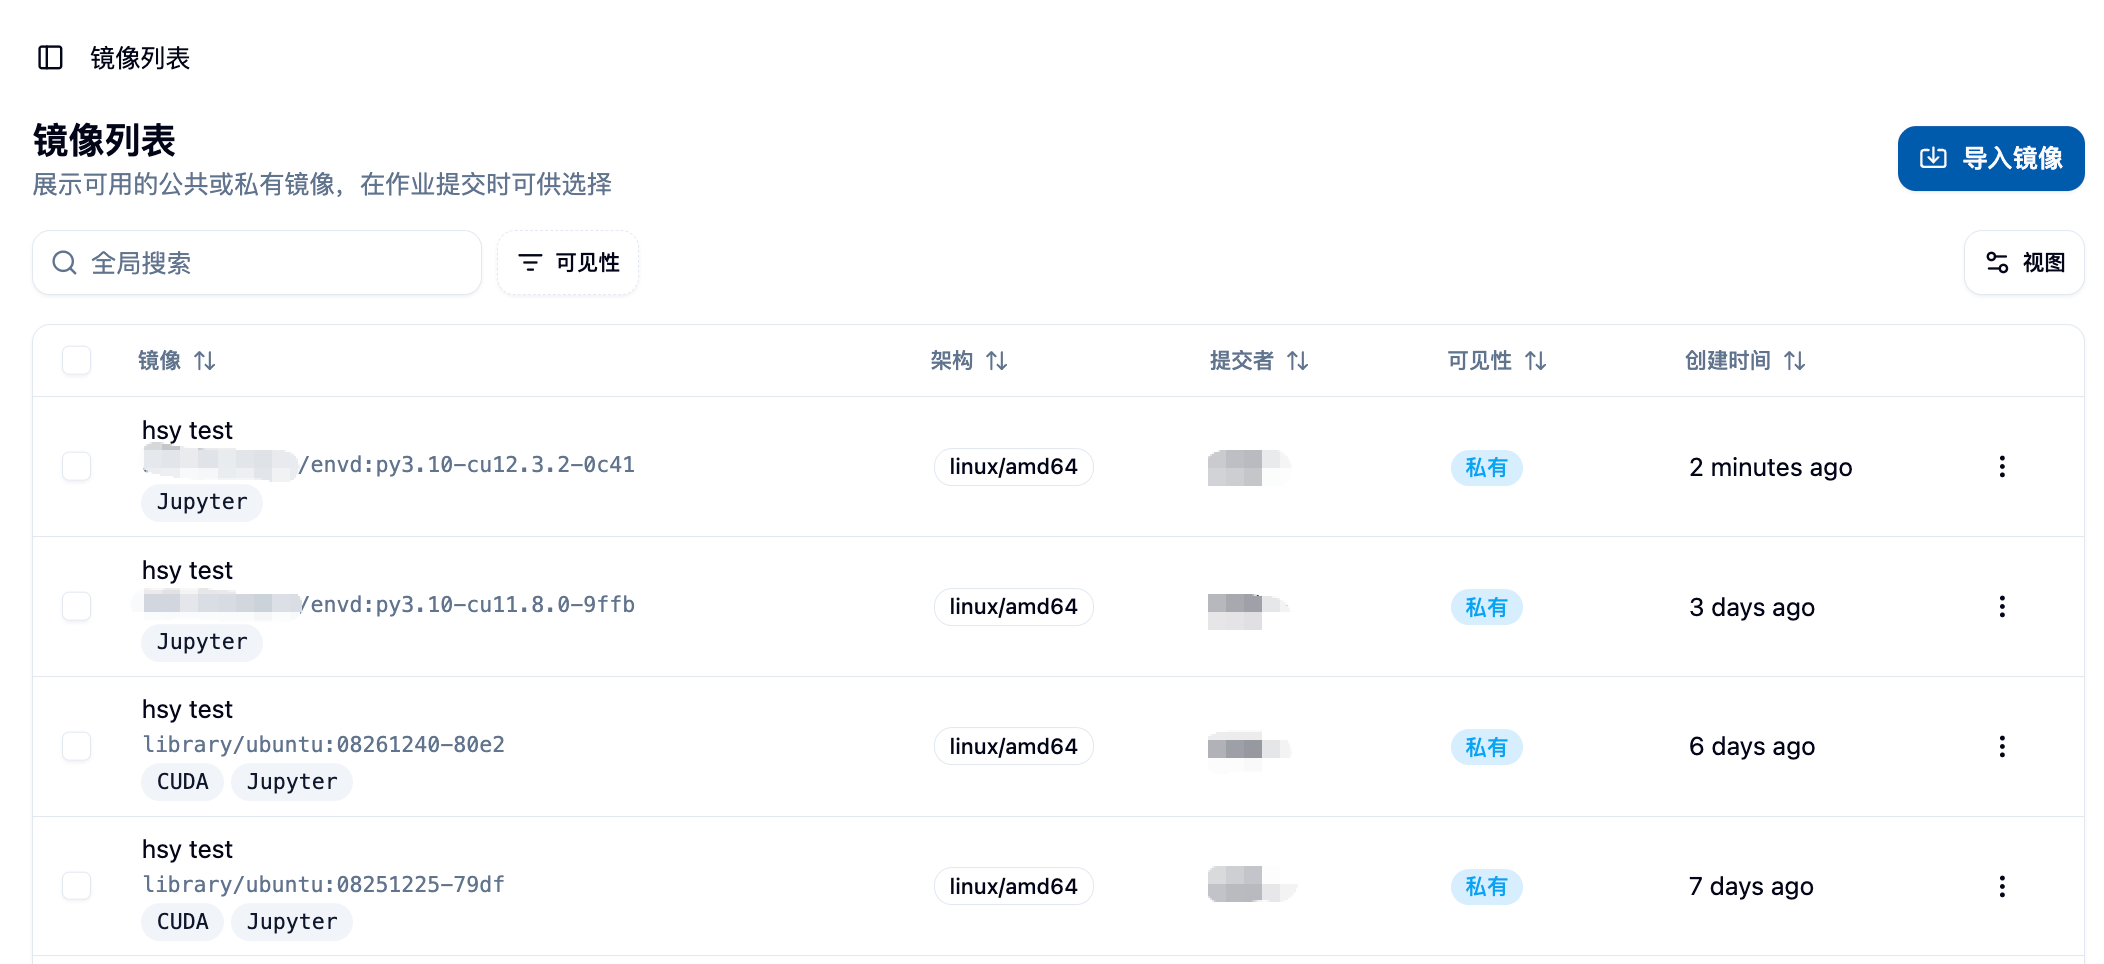 镜像列表
镜像列表
展示可用的公共或私有镜像，在作业提交时可供选择
导入镜像
全局搜索
可见性
视图
镜像 架构 提交者 可见性 创建时间
hsy test
/envd:py3.10-cu12.3.2-0c41
Jupyter
linux/amd64
私有
2 minutes ago
hsy test
/envd:py3.10-cu11.8.0-9ffb
Jupyter
linux/amd64
私有
3 days ago
hsy test
library/ubuntu:08261240-80e2
CUDA Jupyter
linux/amd64
私有
6 days ago
hsy test
library/ubuntu:08251225-79df
CUDA Jupyter
linux/amd64
私有
7 days ago